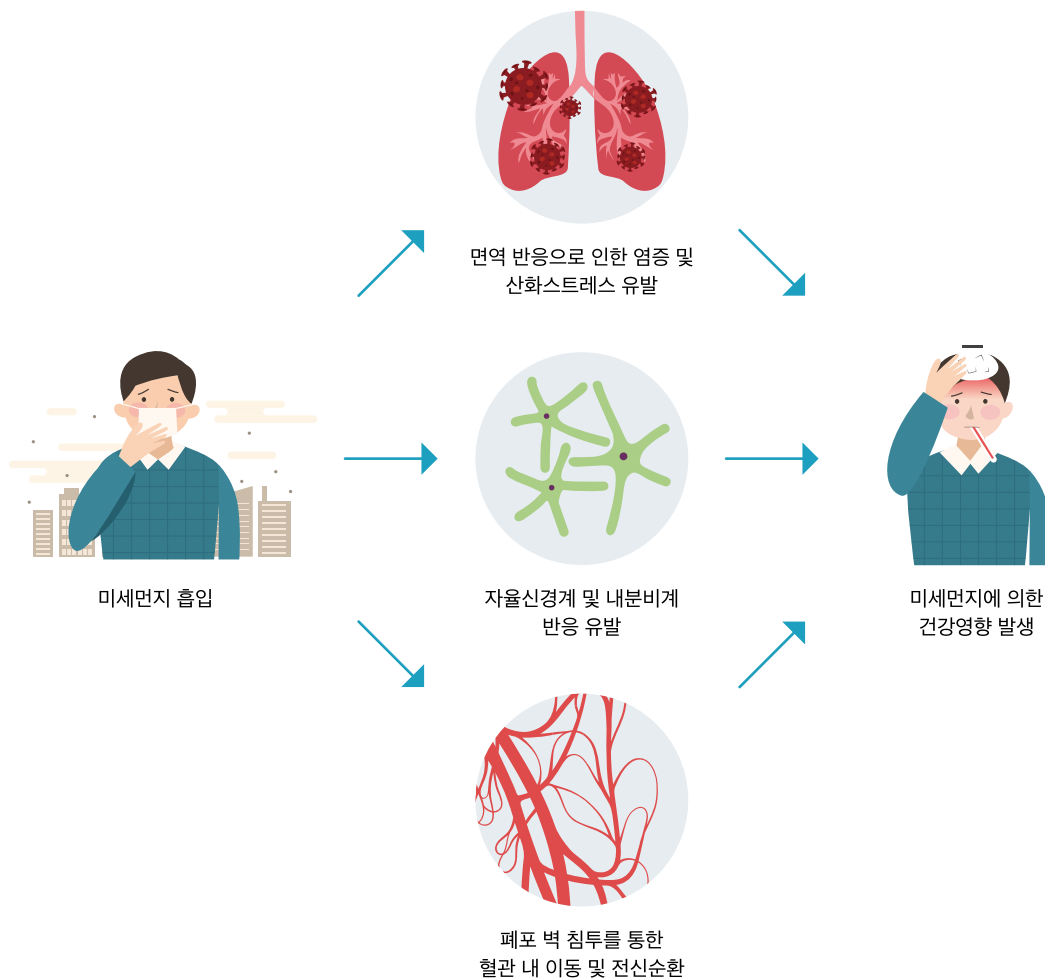 면역 반응으로 인한 염증 및
산화스트레스 유발
미세먼지 흡입
자율신경계 및 내분비계
반응 유발
미세먼지에 의한
건강영향 발생
폐포 벽 침투를 통한
혈관 내 이동 및 전신순환